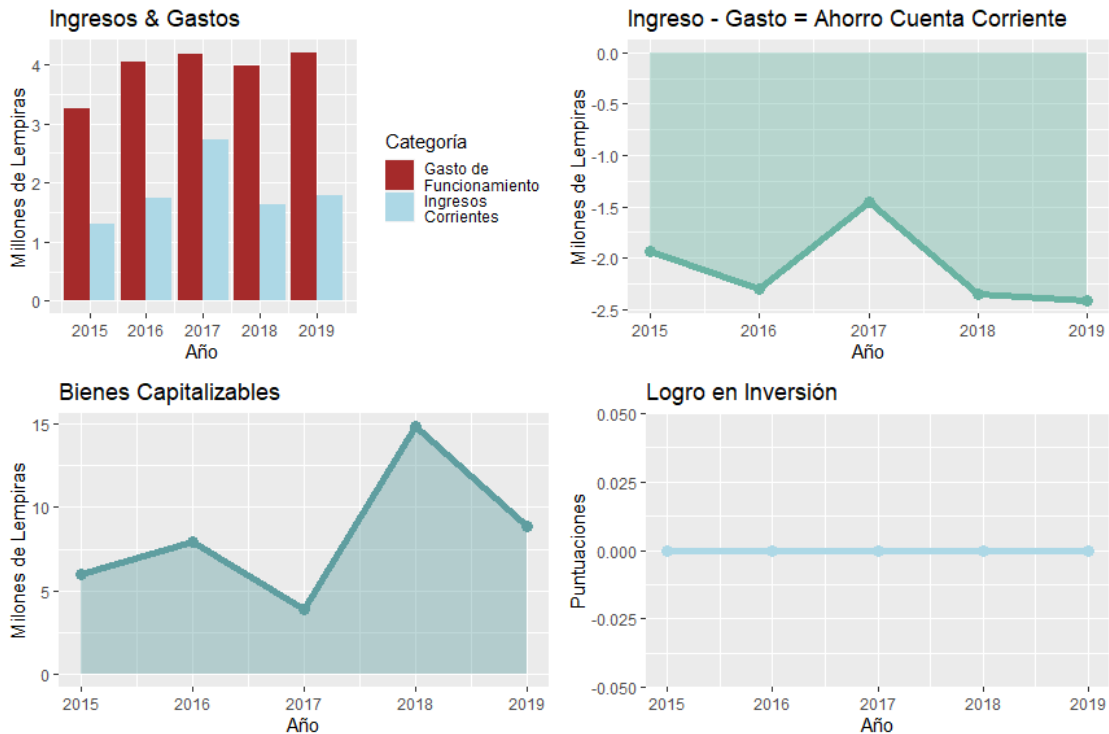 Ingresos & Gastos
Millones de Lempiras
4
3
2
1
0
2015 2016 2017 2018 2019
Año
Categoría
Gasto de
Funcionamiento
Ingresos
Corrientes
Ingreso - Gasto = Ahorro Cuenta Corriente
Milones de Lempiras
0.0
-0.5
-1.0
-1.5
-2.0
-2.5
2015 2016 2017 2018 2019
Año
Bienes Capitalizables
Milones de Lempiras
15
10
5
0
2015 2016 2017 2018 2019
Año
Logro en Inversión
Puntuaciones
0.050
0.025
0.000
-0.025
-0.050
2015 2016 2017 2018 2019
Año